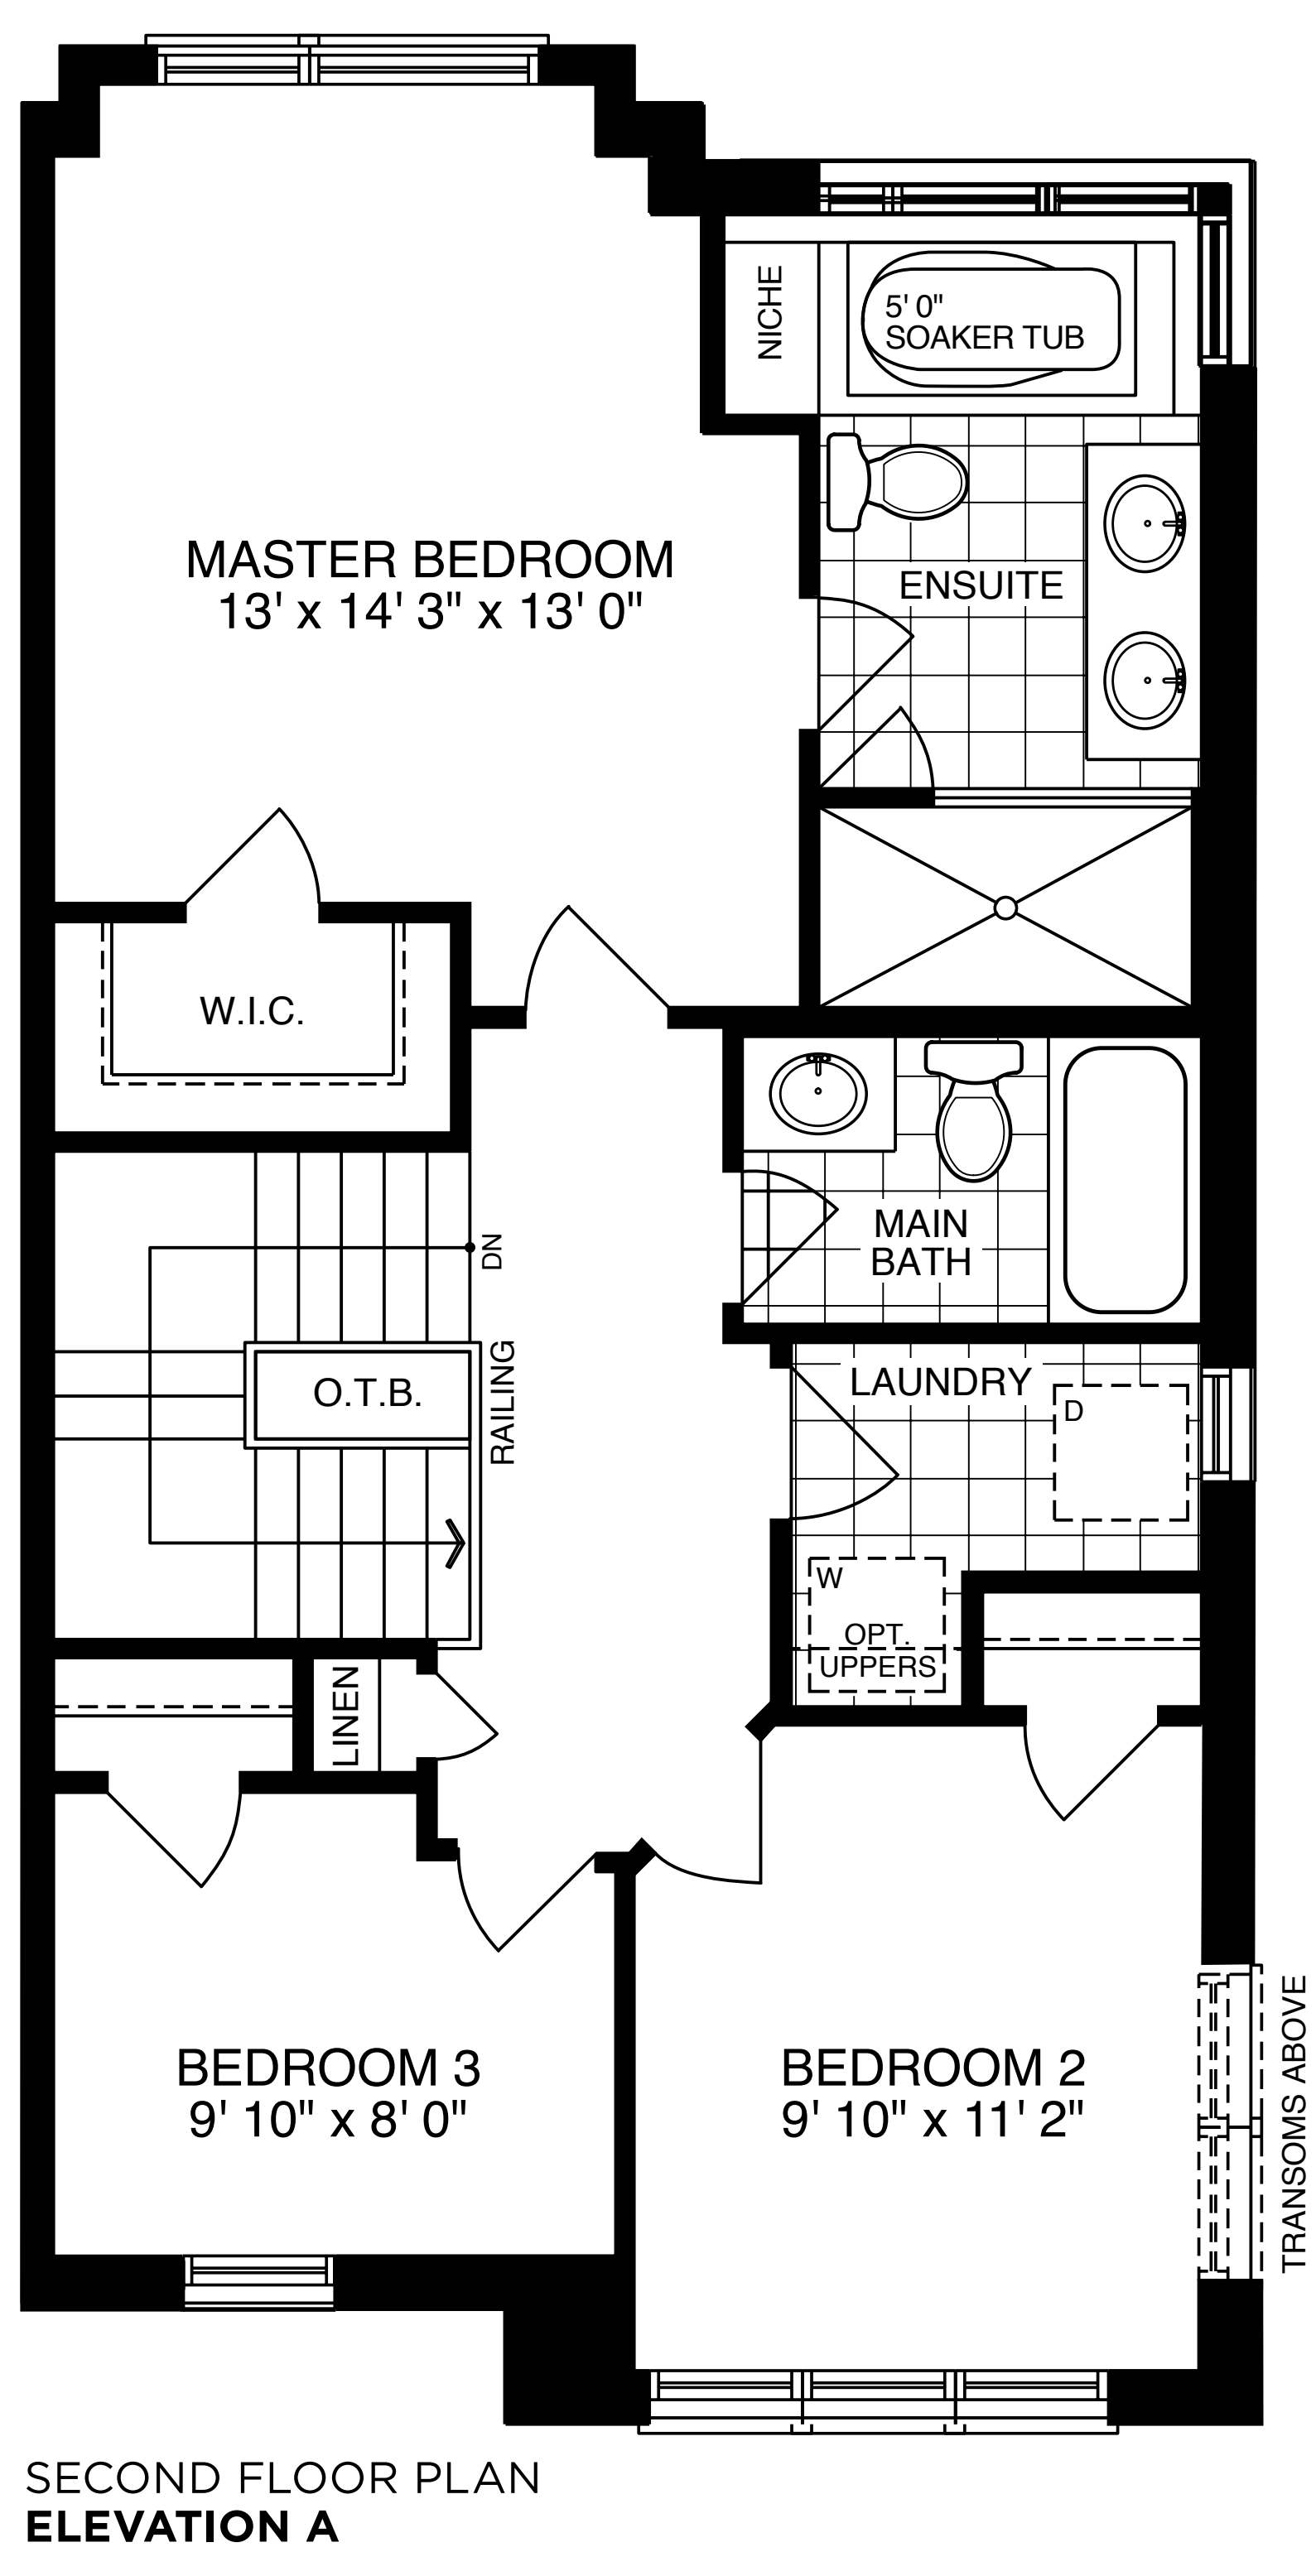 NICHE
5' 0"
SOAKER TUB
MASTER BEDROOM
13' x 14' 3" x 13' 0"
ENSUITE
W.I.C.
MAIN
BATH
DN
RAILING
O.T.B.
LAUNDRY
D
W
OPT.
UPPERS
LINEN
BEDROOM 3
9' 10" x 8' 0"
BEDROOM 2
9' 10" x 11' 2"
TRANSOMS ABOVE
SECOND FLOOR PLAN
ELEVATION A